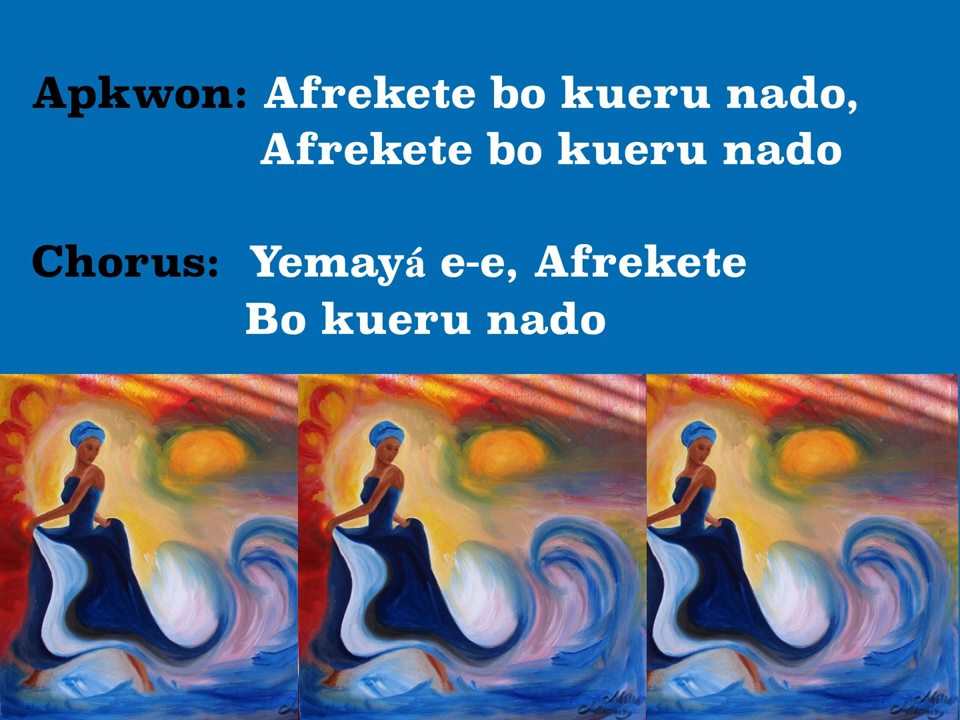 Apkwon: Afrekete bo kueru nado,
Afrekete bo kueru nado
Chorus: Yemayá e-e, Afrekete
Bo kueru nado